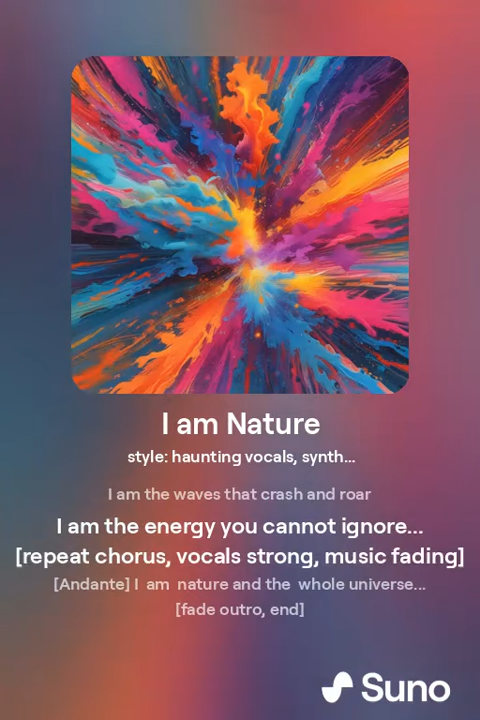 I am Nature
style: haunting vocals, synth...
I am the waves that crash and roar
I am the energy you cannot ignore...
[repeat chorus, vocals strong, music fading]
[Andante] I am nature and the whole universe...
[fade outro, end]
Suno